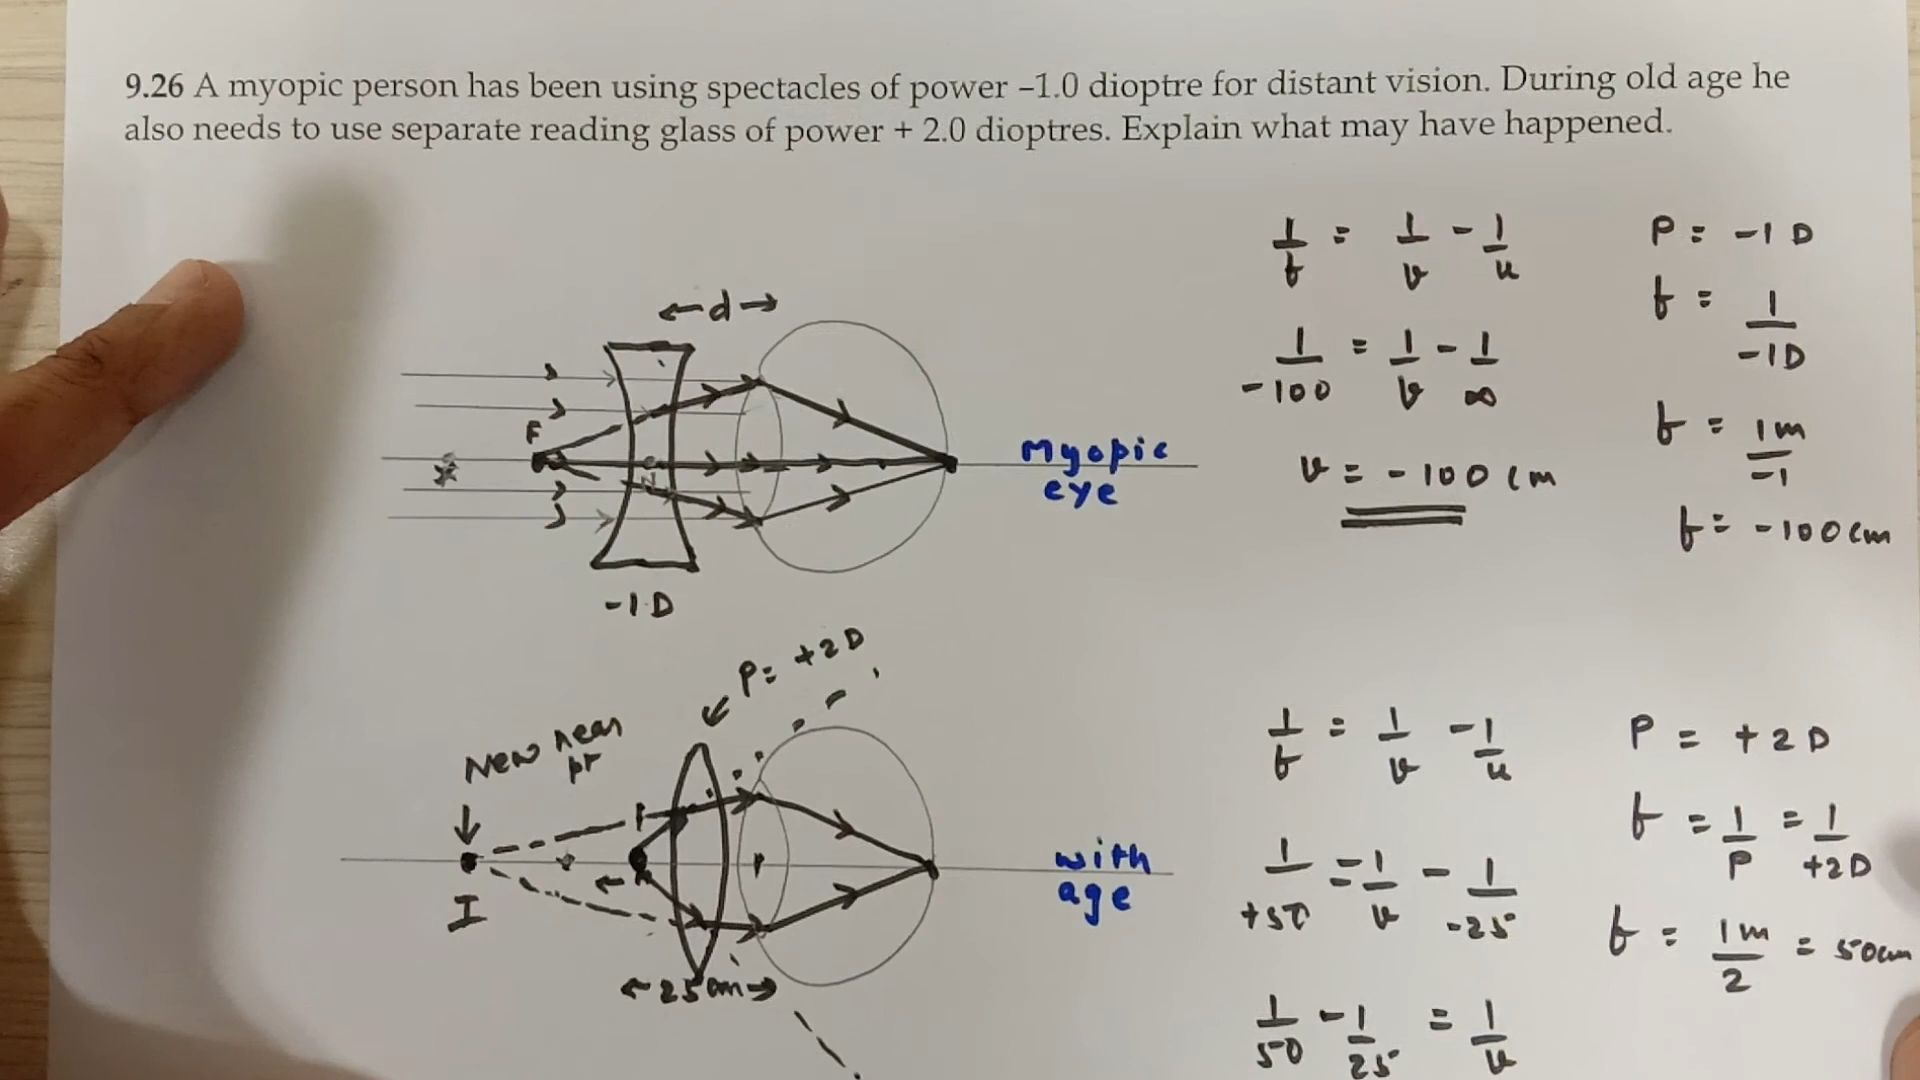 9.26 A myopic person has been using spectacles of power –1.0 dioptre for distant vision. During old age he
also needs to use separate reading glass of power + 2.0 dioptres. Explain what may have happened.
←d→
F
-1.D
Myopic
eye
1/f = 1/v - 1/u
1/-100 = 1/v - 1/∞
v = -100 cm
P = -1 D
f = 1/-1D
f = 1m/-1
f = -100cm
P = +2D
New near
pt
I
←25cm→
with
age
1/f = 1/v - 1/u
1/+50 = 1/v - 1/-25
1/50 - 1/25 = 1/v
P = +2D
f = 1/P = 1/+2D
f = 1m/2 = 50cm